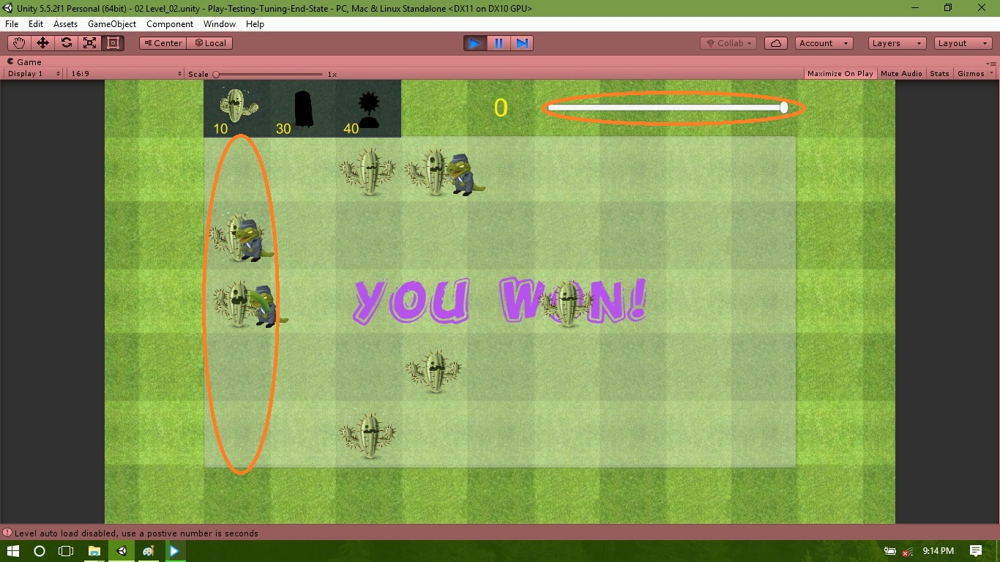 Unity 5.5.2f1 Personal (64bit) - 02 Level_02.unity - Play-Testing-Tuning-End-State - PC, Mac & Linux Standalone <DX11 on DX10 GPU>
File Edit Assets GameObject Component Window Help
Center Local Collab Account Layers Layout
Game
Display 1 16:9 Scale 1x Maximize On Play Mute Audio Stats Gizmos
0
10 30 40
YOU WON!
Level auto load disabled, use a postive number is seconds
9:14 PM